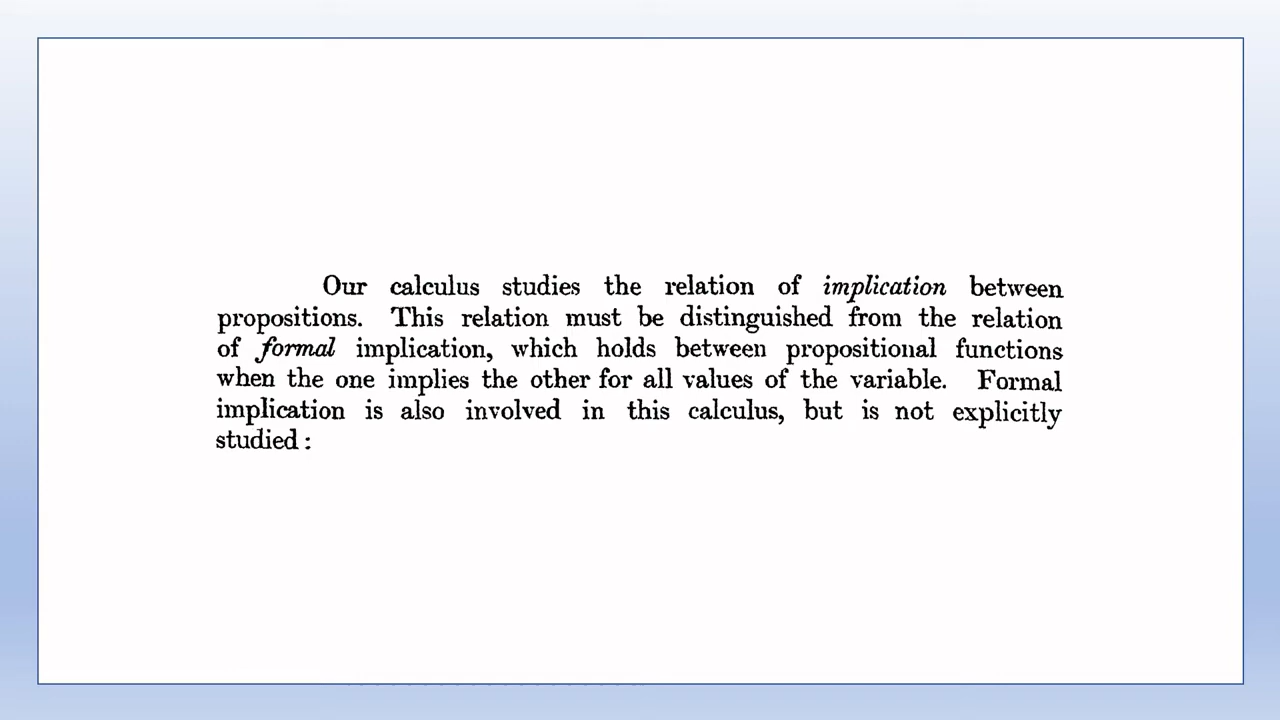 Our calculus studies the relation of implication between
propositions. This relation must be distinguished from the relation
of formal implication, which holds between propositional functions
when the one implies the other for all values of the variable. Formal
implication is also involved in this calculus, but is not explicitly
studied: